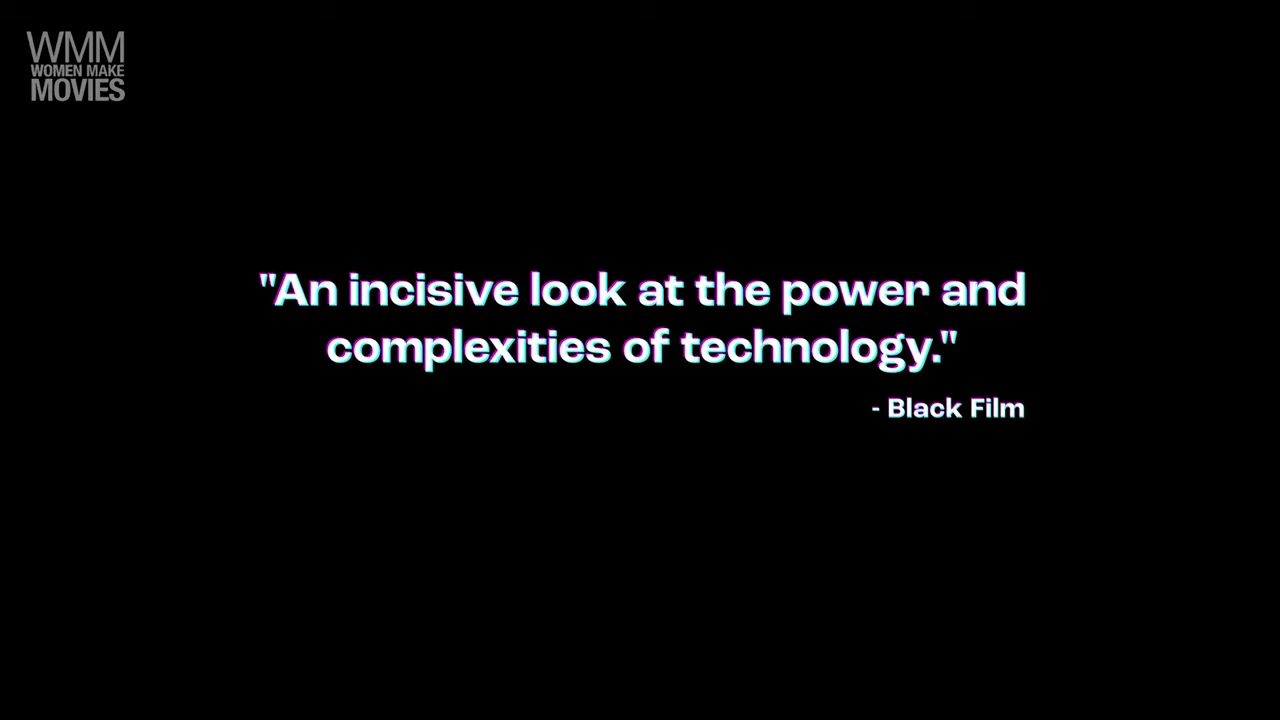 WMM
WOMEN MAKE
MOVIES
"An incisive look at the power and
complexities of technology."
- Black Film